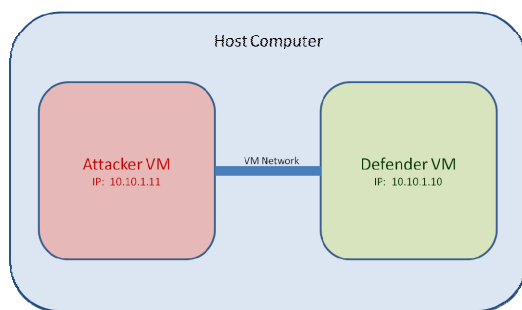 Host Computer
Attacker VM
IP: 10.10.1.11
VM Network
Defender VM
IP: 10.10.1.10